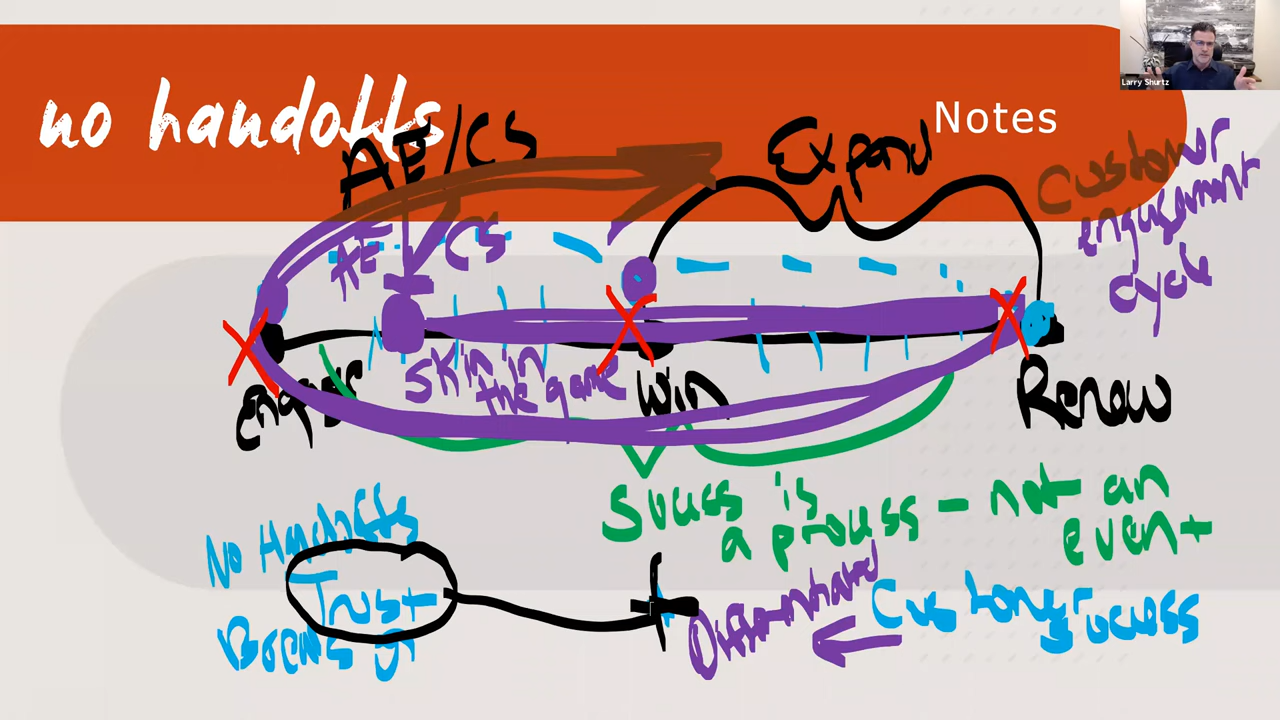 no handoffs
Notes
Larry Shurtz
AE/CS
Expand
Customer
engagement
cycle
AE
CS
Skin in
the game
Engage
Win
Renew
Success is
a process - not an
event
No Handoffs
Trust
Differentiated
Customer
success